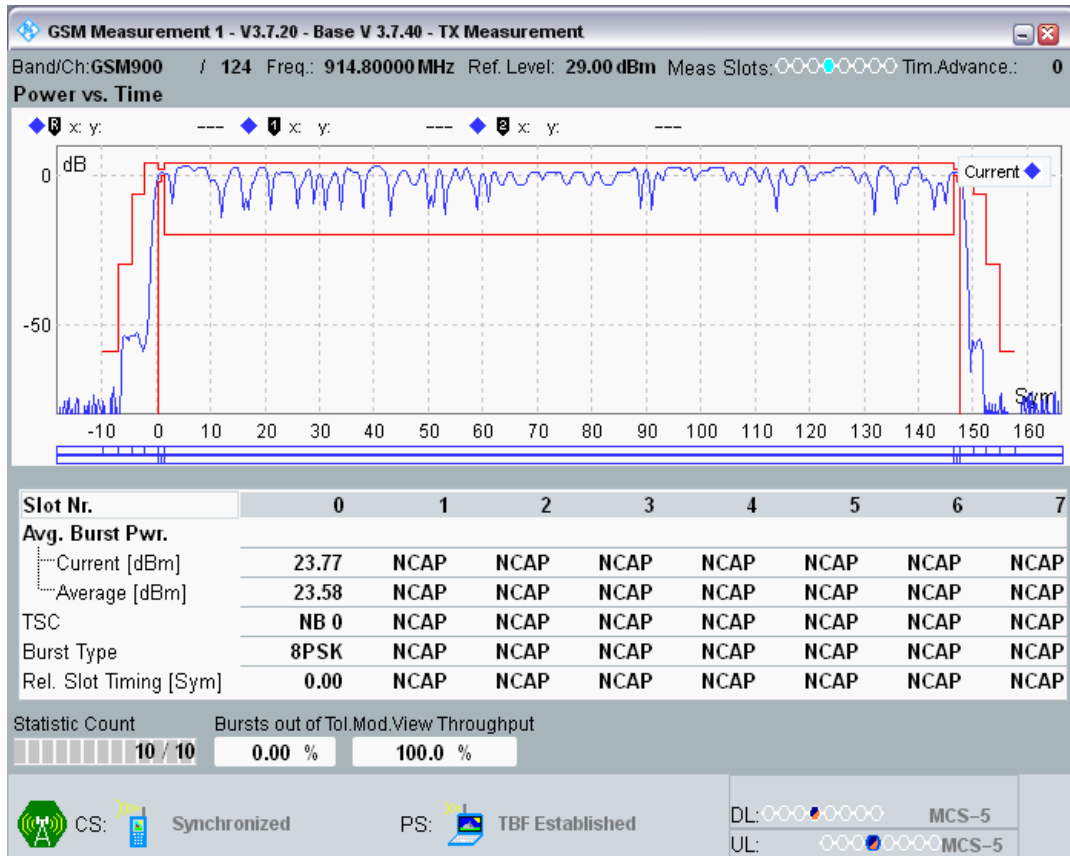 GSM Measurement 1 - V3.7.20 - Base V 3.7.40 - TX Measurement
Band/Ch:GSM900 / 124 Freq.: 914.80000 MHz Ref. Level: 29.00 dBm Meas Slots: Tim.Advance.: 0
Power vs. Time
R x: y: --- 1 x: y: --- 2 x: y: ---
dB
0
Current
-50
Sym
-10 0 10 20 30 40 50 60 70 80 90 100 110 120 130 140 150 160
Slot Nr. 0 1 2 3 4 5 6 7
Avg. Burst Pwr.
Current [dBm] 23.77 NCAP NCAP NCAP NCAP NCAP NCAP NCAP
Average [dBm] 23.58 NCAP NCAP NCAP NCAP NCAP NCAP NCAP
TSC NB 0 NCAP NCAP NCAP NCAP NCAP NCAP NCAP
Burst Type 8PSK NCAP NCAP NCAP NCAP NCAP NCAP NCAP
Rel. Slot Timing [Sym] 0.00 NCAP NCAP NCAP NCAP NCAP NCAP NCAP
Statistic Count Bursts out of Tol. Mod.View Throughput
10 / 10 0.00 % 100.0 %
CS: Synchronized PS: TBF Established
DL: MCS-5
UL: MCS-5